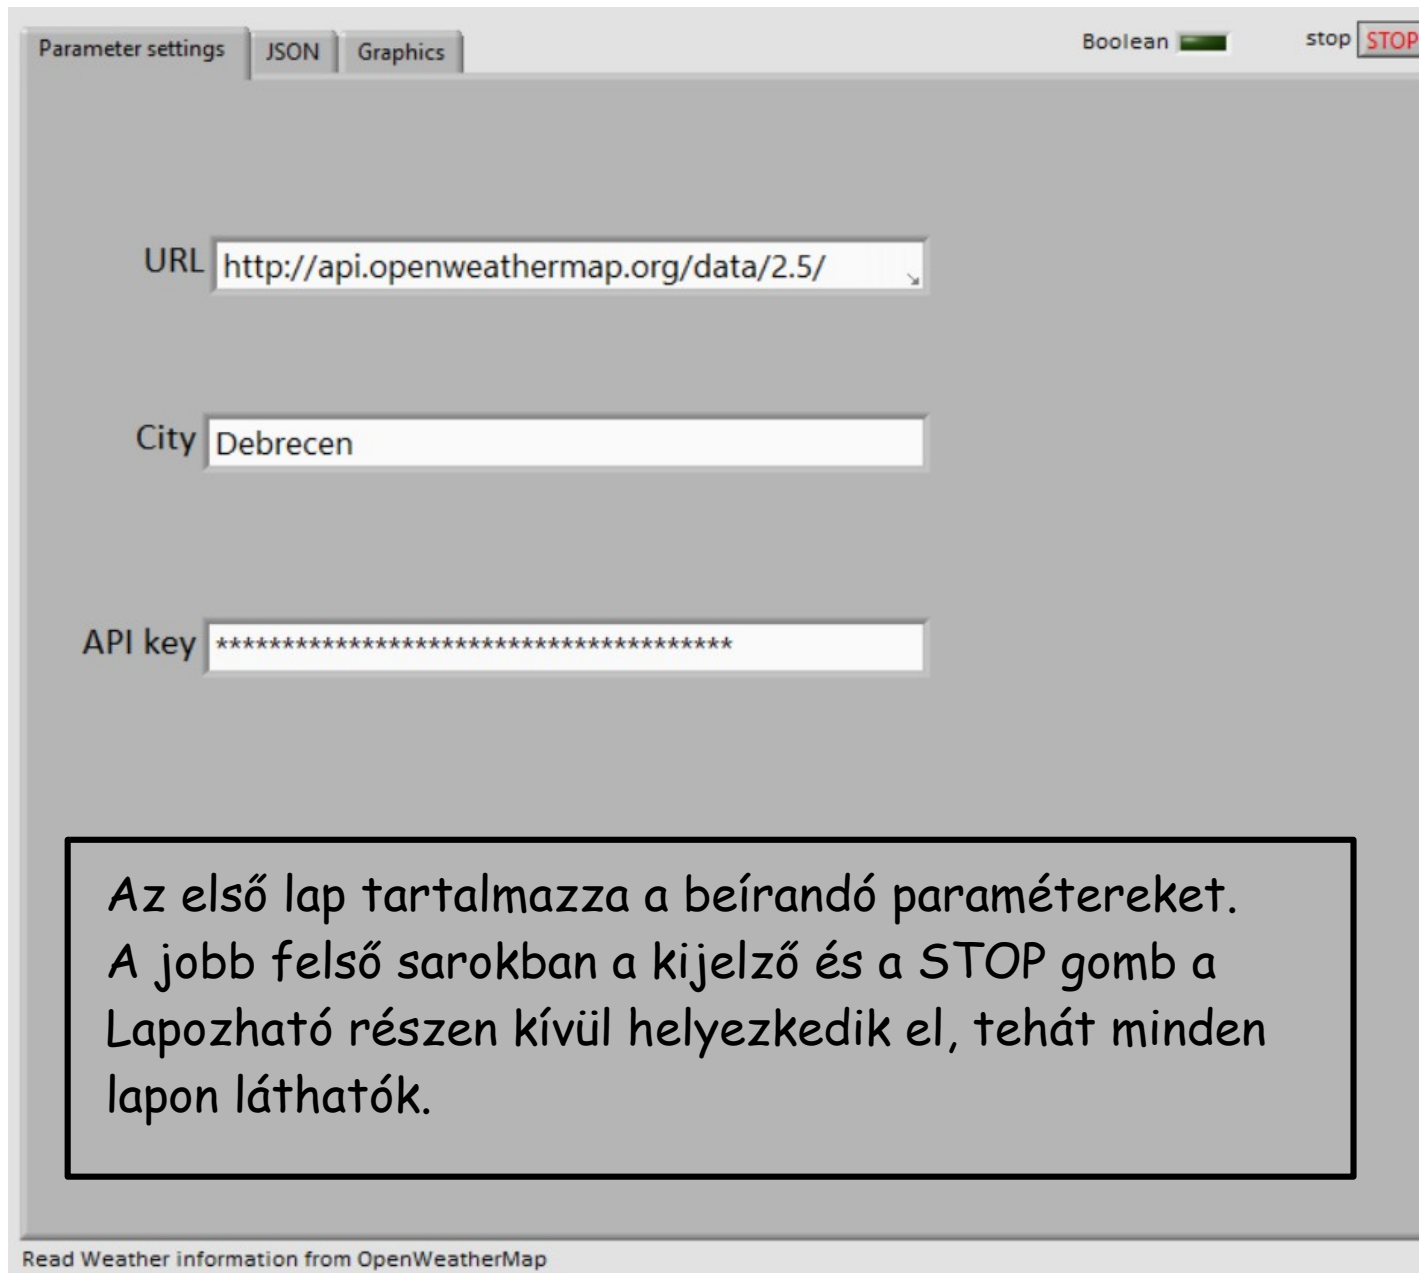 Parameter settings JSON Graphics Boolean stop STOP
URL http://api.openweathermap.org/data/2.5/
City Debrecen
API key ***************************************
Az első lap tartalmazza a beírandó paramétereket.
A jobb felső sarokban a kijelző és a STOP gomb a
Lapozható részen kívül helyezkedik el, tehát minden
lapon láthatók.
Read Weather information from OpenWeatherMap